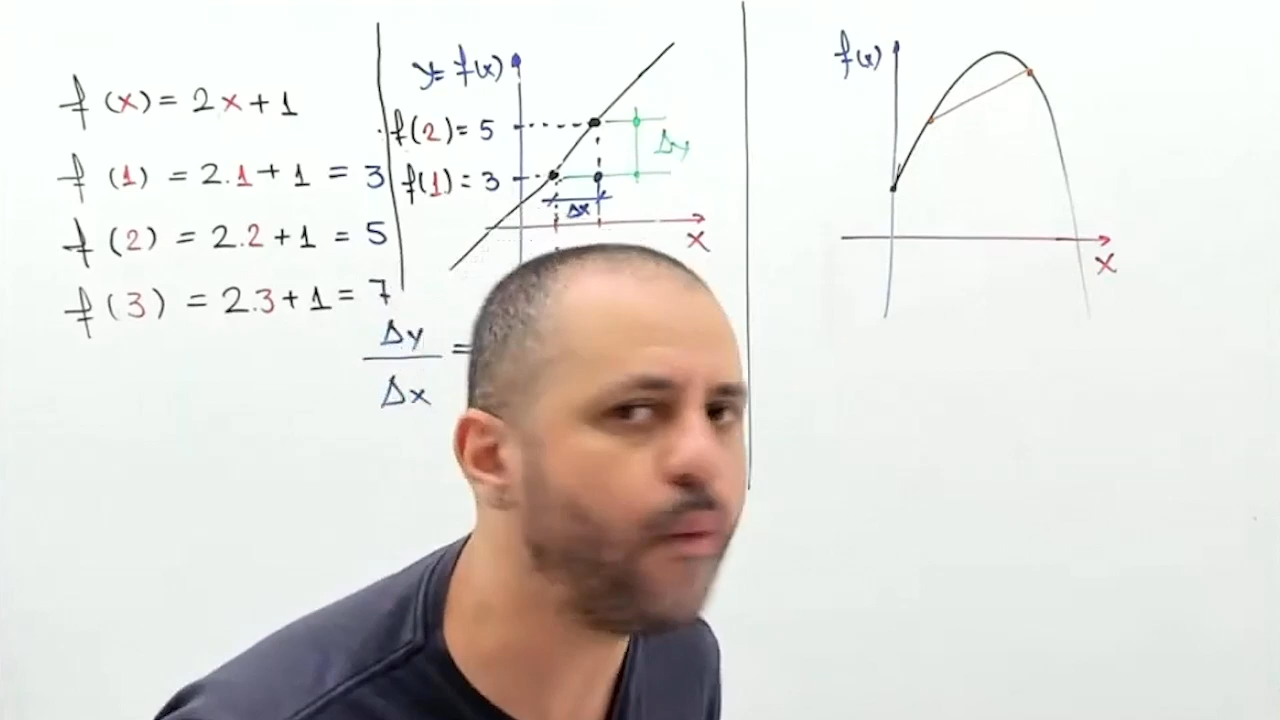 f(x) = 2x + 1
f(1) = 2.1 + 1 = 3
f(2) = 2.2 + 1 = 5
f(3) = 2.3 + 1 = 7
y = f(x)
f(2) = 5
f(1) = 3
Δy
Δx
x
Δy
=
Δx
f(x)
x